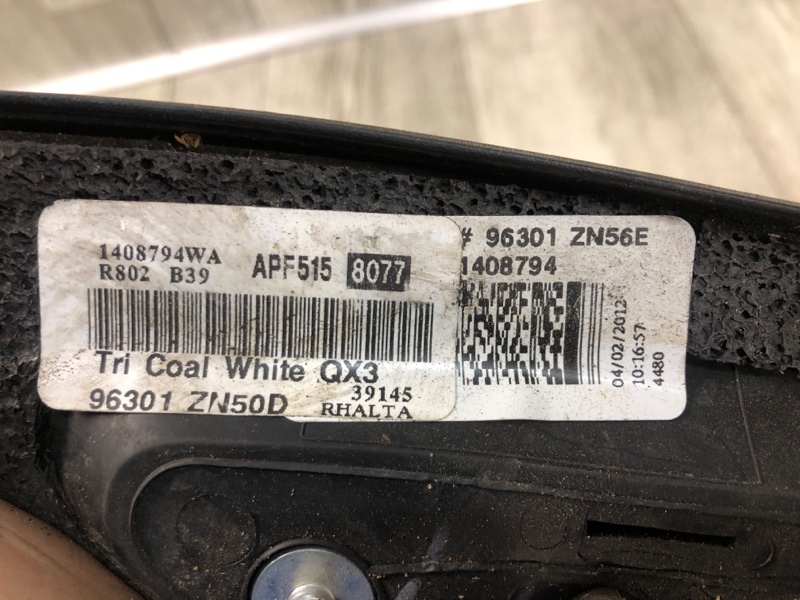 1408794WA
R802 B39 APF515 8077
Tri Coal White QX3
96301 ZN50D 39145
RHALTA
# 96301 ZN56E
1408794
04/02/2012
10:16:57
4480